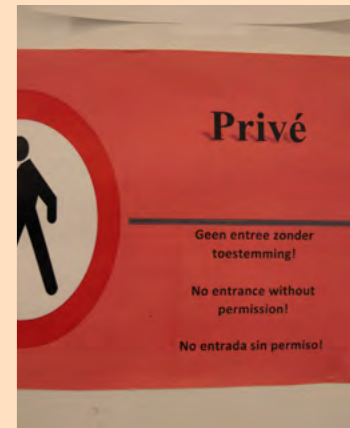 Privé
Geen entree zonder
toestemming!
No entrance without
permission!
No entrada sin permiso!